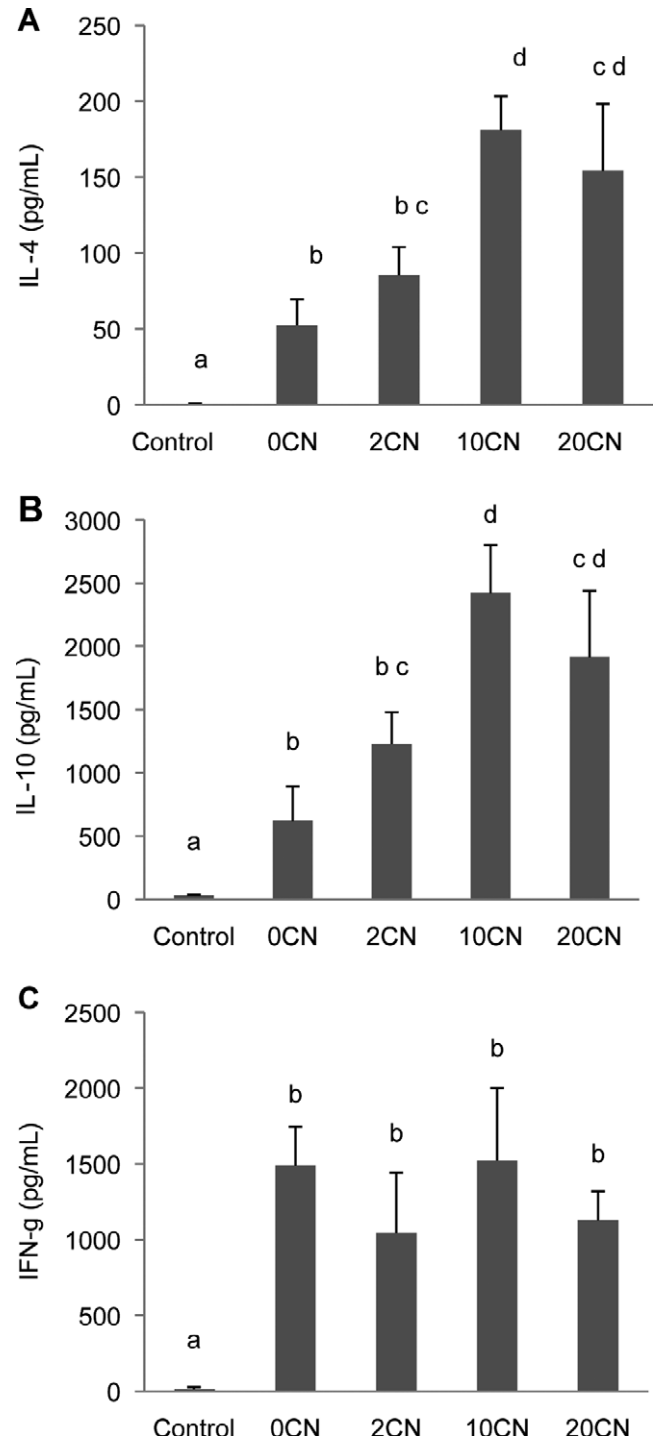 A
IL-4 (pg/mL)
250
200
150
100
50
0
a
b
b c
d
c d
Control 0CN 2CN 10CN 20CN
B
IL-10 (pg/mL)
3000
2500
2000
1500
1000
500
0
a
b
b c
d
c d
Control 0CN 2CN 10CN 20CN
C
IFN-g (pg/mL)
2500
2000
1500
1000
500
0
a
b
b
b
b
Control 0CN 2CN 10CN 20CN